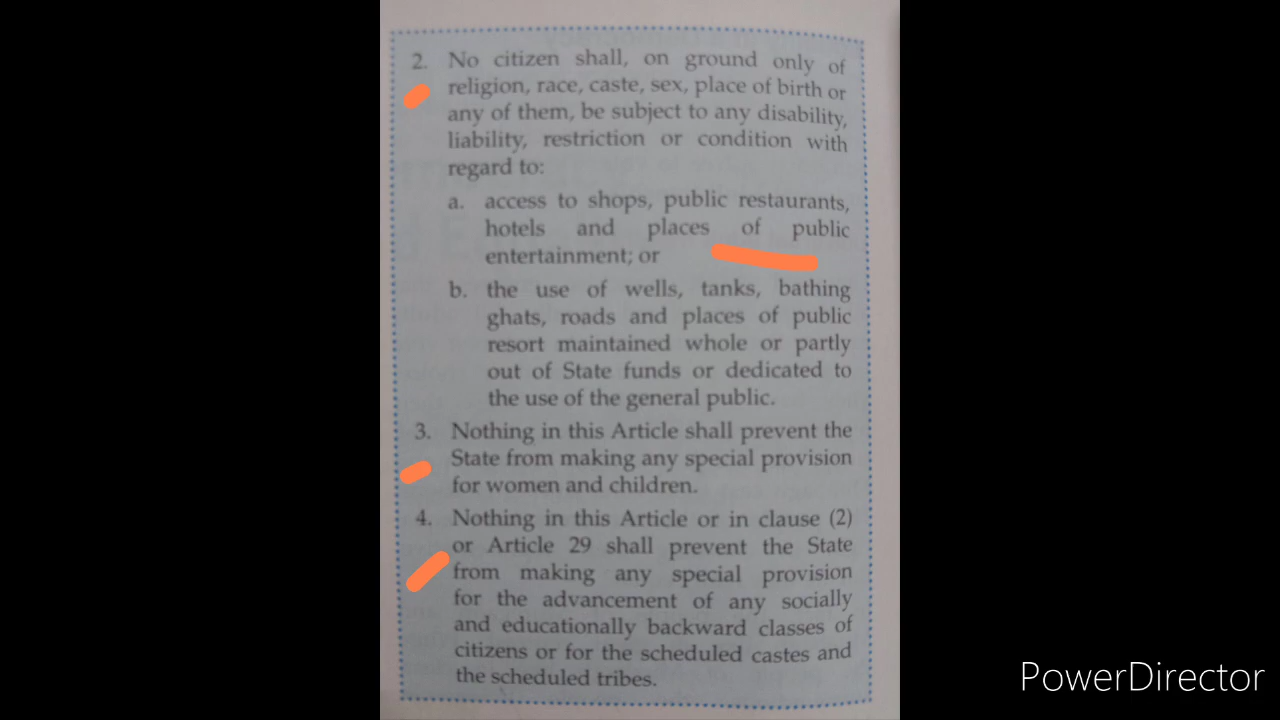 2. No citizen shall, on ground only of
religion, race, caste, sex, place of birth or
any of them, be subject to any disability,
liability, restriction or condition with
regard to:
a. access to shops, public restaurants,
hotels and places of public
entertainment; or
b. the use of wells, tanks, bathing
ghats, roads and places of public
resort maintained whole or partly
out of State funds or dedicated to
the use of the general public.
3. Nothing in this Article shall prevent the
State from making any special provision
for women and children.
4. Nothing in this Article or in clause (2)
or Article 29 shall prevent the State
from making any special provision
for the advancement of any socially
and educationally backward classes of
citizens or for the scheduled castes and
the scheduled tribes.
PowerDirector